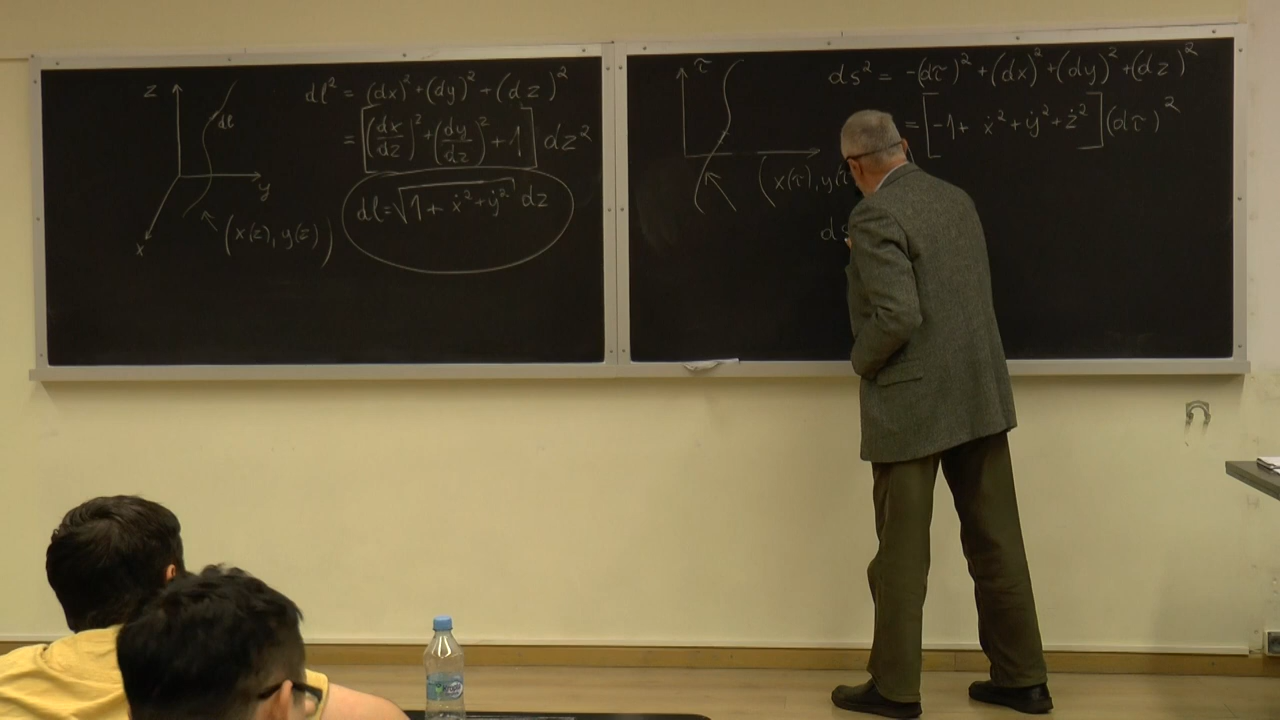 z
dl
y
x
(x(z), y(z))
dl² = (dx)² + (dy)² + (dz)²
= [(dx/dz)² + (dy/dz)² + 1] dz²
dl = √(1 + ẋ² + ẏ²) dz
τ
(x(τ), y(τ
ds² = -(dτ)² + (dx)² + (dy)² + (dz)²
= [-1 + ẋ² + ẏ² + ż²] (dτ)²
ds